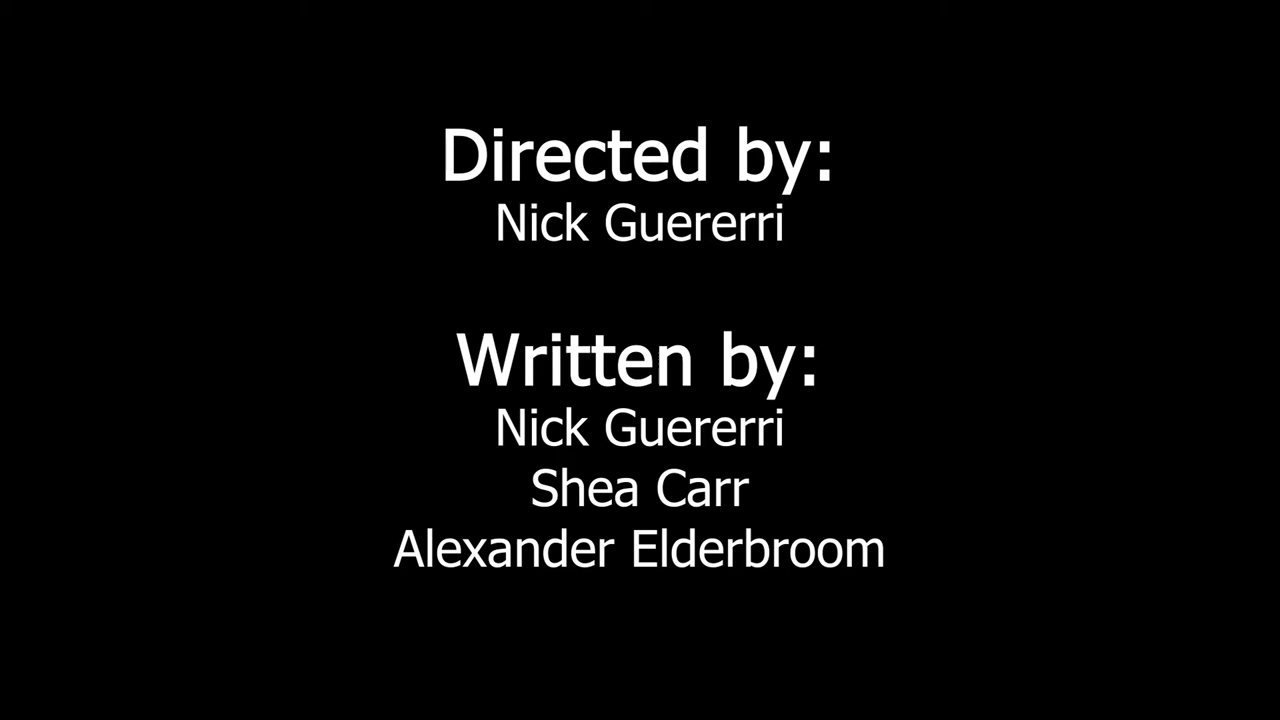 Directed by:
Nick Guererri
Written by:
Nick Guererri
Shea Carr
Alexander Elderbroom